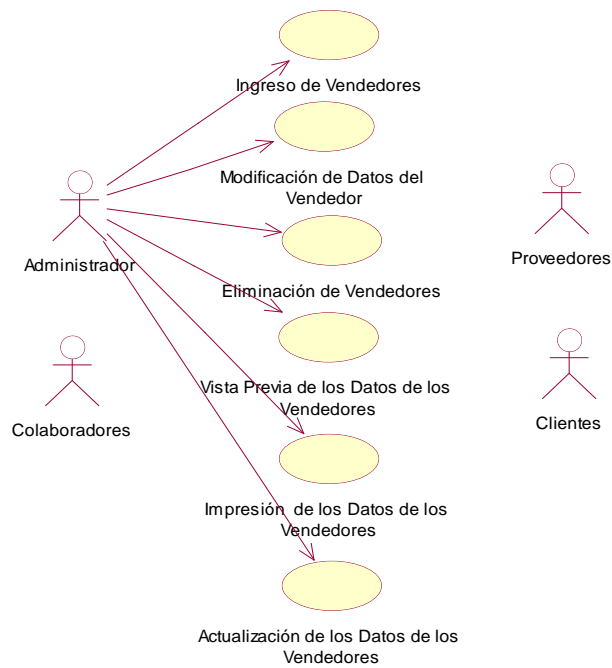 Ingreso de Vendedores
Modificación de Datos del
Vendedor
Administrador
Proveedores
Eliminación de Vendedores
Vista Previa de los Datos de los
Vendedores
Colaboradores
Clientes
Impresión de los Datos de los
Vendedores
Actualización de los Datos de los
Vendedores